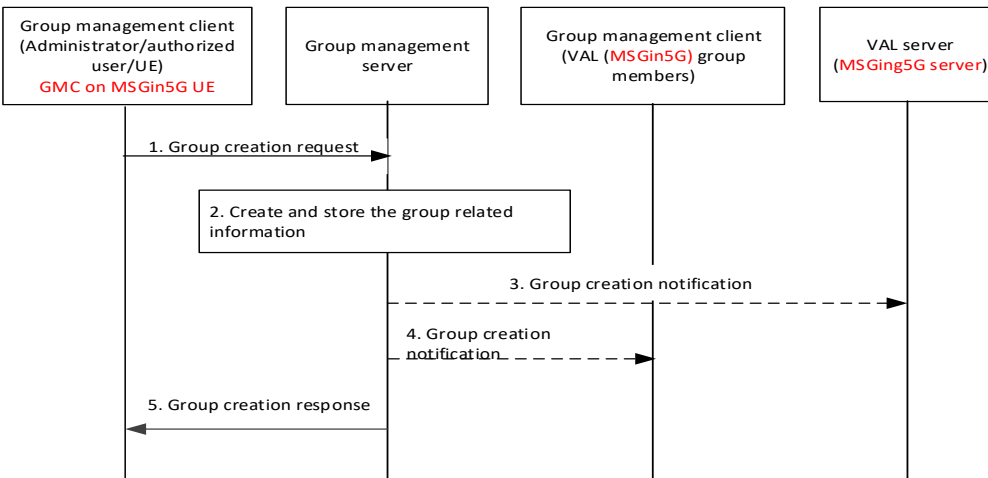 Group management client
(Administrator/authorized
user/UE)
GMC on MSGin5G UE
Group management
server
Group management client
(VAL (MSGin5G) group
members)
VAL server
(MSGing5G server)
1. Group creation request
2. Create and store the group related
information
3. Group creation notification
4. Group creation
notification
5. Group creation response